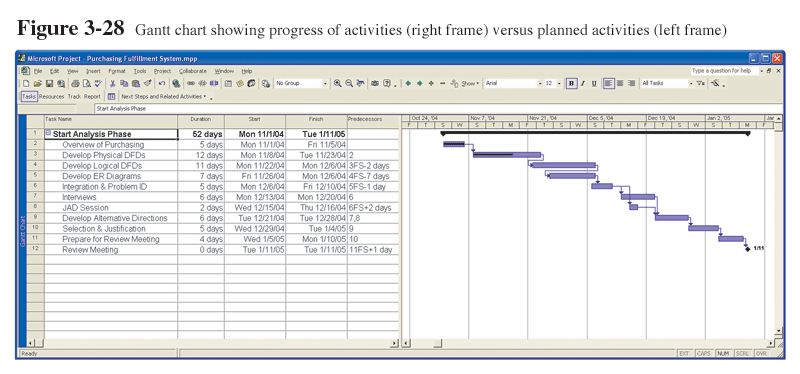 Figure 3-28 Gantt chart showing progress of activities (right frame) versus planned activities (left frame)
Microsoft Project - Purchasing Fulfillment System.mpp
File Edit View Insert Format Tools Project Collaborate Window Help Type a question for help
No Group Show Arial 12 B I U All Tasks
Tasks Resources Track Report Next Steps and Related Activities
Start Analysis Phase
Task Name Duration Start Finish Predecessors Oct 24, '04 Nov 7, '04 Nov 21, '04 Dec 5, '04 Dec 19, '04 Jan 2, '05 Jan
F T S W S T M F T S W S T M F T S W S T M F
1 Start Analysis Phase 52 days Mon 11/1/04 Tue 1/11/05
2 Overview of Purchasing 5 days Mon 11/1/04 Fri 11/5/04
3 Develop Physical DFDs 12 days Mon 11/8/04 Tue 11/23/04 2
4 Develop Logical DFDs 11 days Mon 11/22/04 Mon 12/6/04 3FS-2 days
5 Develop ER Diagrams 7 days Fri 11/26/04 Mon 12/6/04 4FS-7 days
6 Integration & Problem ID 5 days Mon 12/6/04 Fri 12/10/04 5FS-1 day
7 Interviews 6 days Mon 12/13/04 Mon 12/20/04 6
8 JAD Session 2 days Wed 12/15/04 Thu 12/16/04 6FS+2 days
9 Develop Alternative Directions 6 days Tue 12/21/04 Tue 12/28/04 7,8
10 Selection & Justification 5 days Wed 12/29/04 Tue 1/4/05 9
11 Prepare for Review Meeting 4 days Wed 1/5/05 Mon 1/10/05 10
12 Review Meeting 0 days Tue 1/11/05 Tue 1/11/05 11FS+1 day 1/11
Gantt Chart
Ready EXT CAPS NUM SCRL OVR